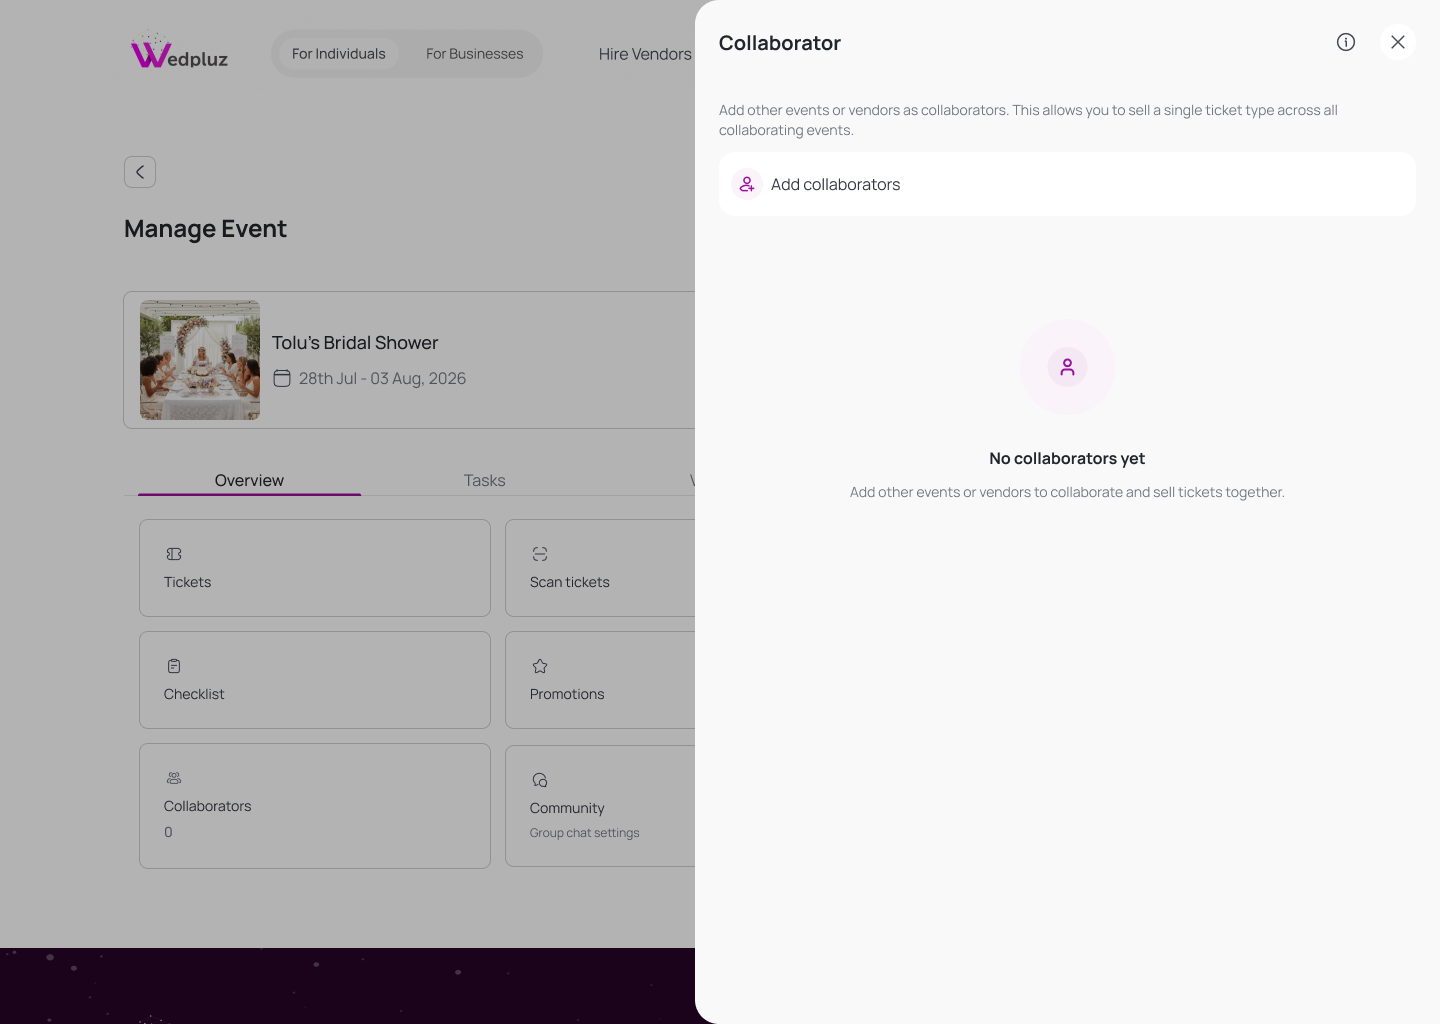 Wedpluz
For Individuals
For Businesses
Hire Vendors
Manage Event
Tolu's Bridal Shower
28th Jul - 03 Aug, 2026
Overview
Tasks
Tickets
Scan tickets
Checklist
Promotions
Collaborators
0
Community
Group chat settings
Collaborator
Add other events or vendors as collaborators. This allows you to sell a single ticket type across all
collaborating events.
Add collaborators
No collaborators yet
Add other events or vendors to collaborate and sell tickets together.